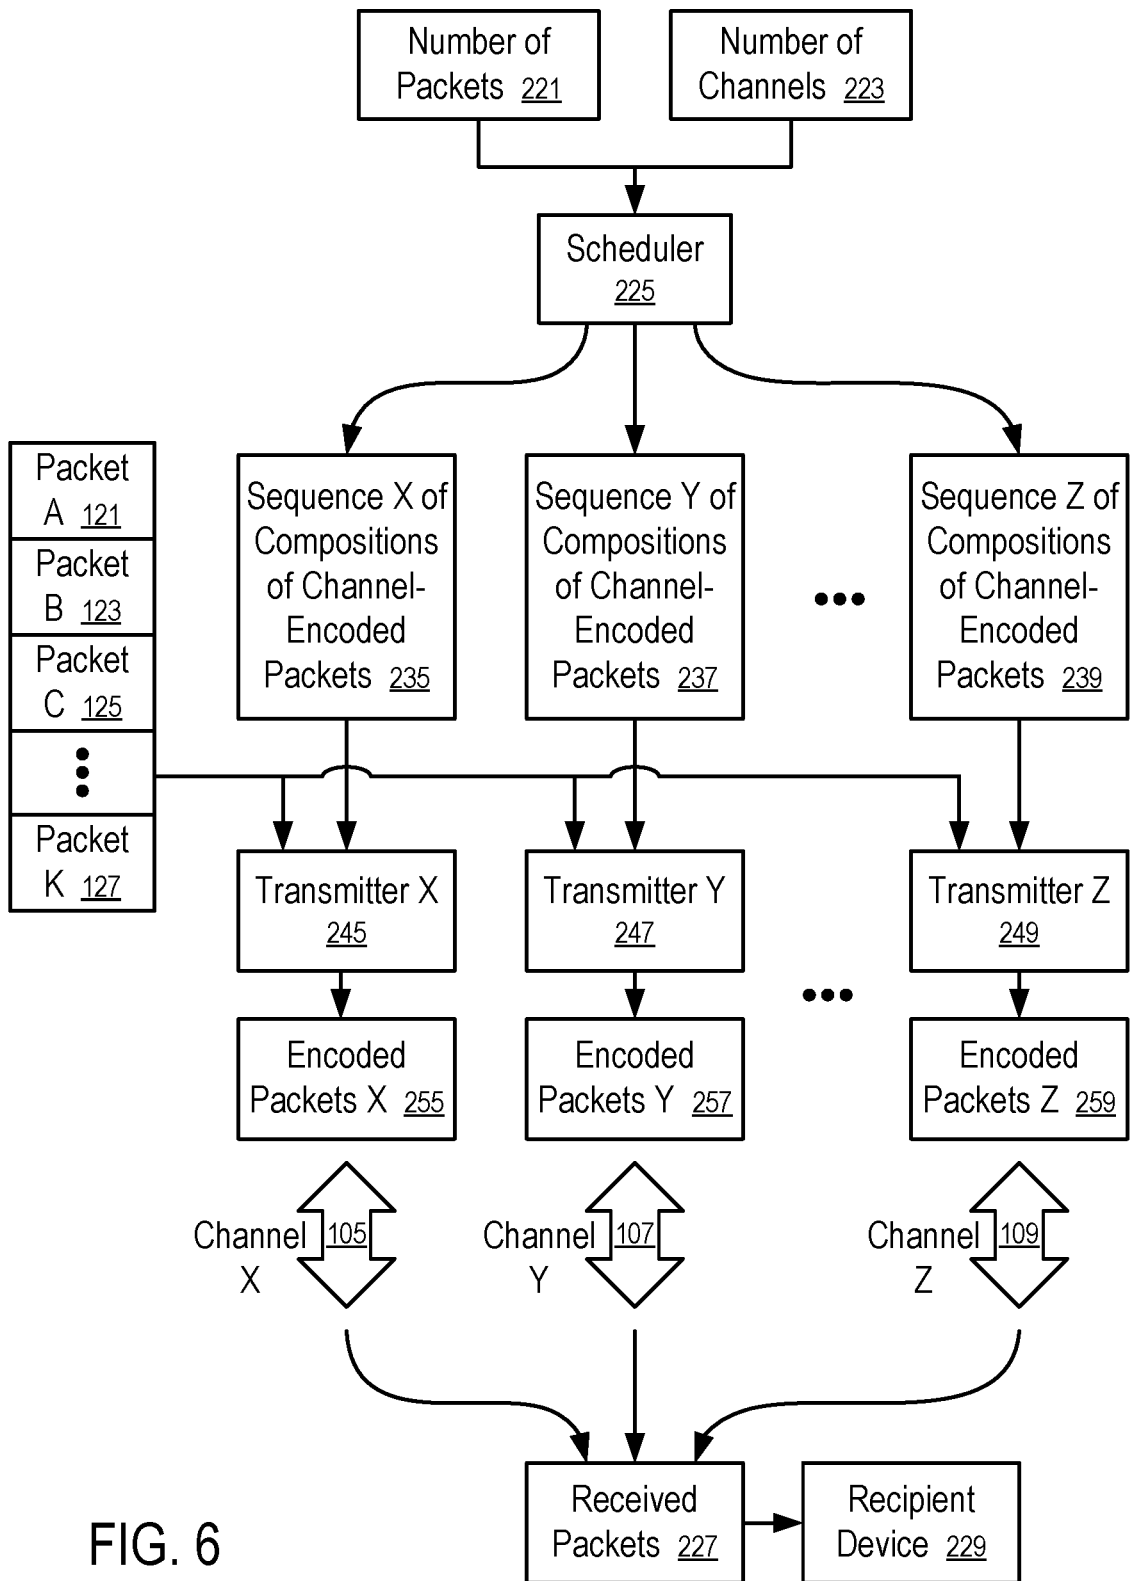 Number of
Packets 221
Number of
Channels 223
Scheduler
225
Packet
A 121
Packet
B 123
Packet
C 125
Packet
K 127
Sequence X of
Compositions
of Channel-
Encoded
Packets 235
Sequence Y of
Compositions
of Channel-
Encoded
Packets 237
Sequence Z of
Compositions
of Channel-
Encoded
Packets 239
Transmitter X
245
Transmitter Y
247
Transmitter Z
249
Encoded
Packets X 255
Encoded
Packets Y 257
Encoded
Packets Z 259
Channel 105
X
Channel 107
Y
Channel 109
Z
Received
Packets 227
Recipient
Device 229
FIG. 6